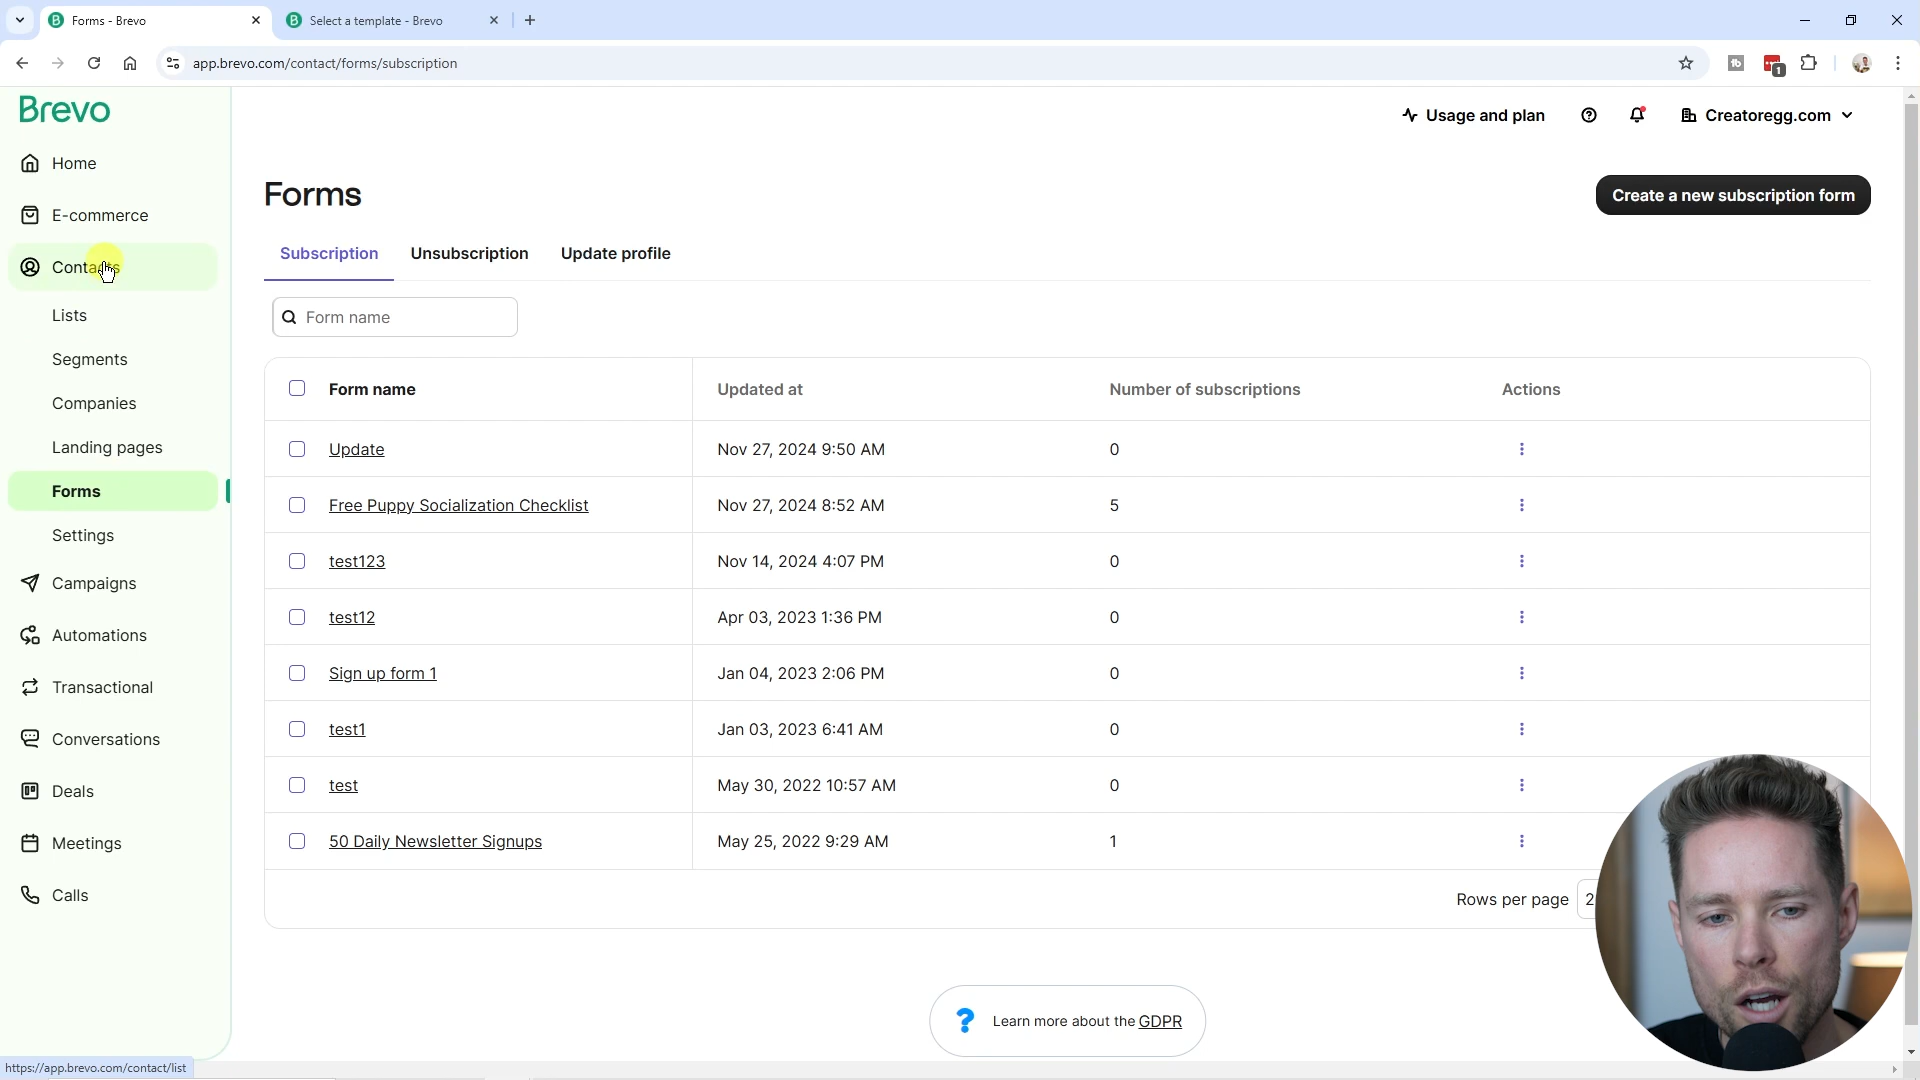 Forms - Brevo
Select a template - Brevo
app.brevo.com/contact/forms/subscription
1
Brevo
Usage and plan
Creatoregg.com
Home
E-commerce
Contacts
Lists
Segments
Companies
Landing pages
Forms
Settings
Campaigns
Automations
Transactional
Conversations
Deals
Meetings
Calls
Forms
Create a new subscription form
Subscription Unsubscription Update profile
Form name
Form name Updated at Number of subscriptions Actions
Update Nov 27, 2024 9:50 AM 0
Free Puppy Socialization Checklist Nov 27, 2024 8:52 AM 5
test123 Nov 14, 2024 4:07 PM 0
test12 Apr 03, 2023 1:36 PM 0
Sign up form 1 Jan 04, 2023 2:06 PM 0
test1 Jan 03, 2023 6:41 AM 0
test May 30, 2022 10:57 AM 0
50 Daily Newsletter Signups May 25, 2022 9:29 AM 1
Rows per page 2
? Learn more about the GDPR
https://app.brevo.com/contact/list